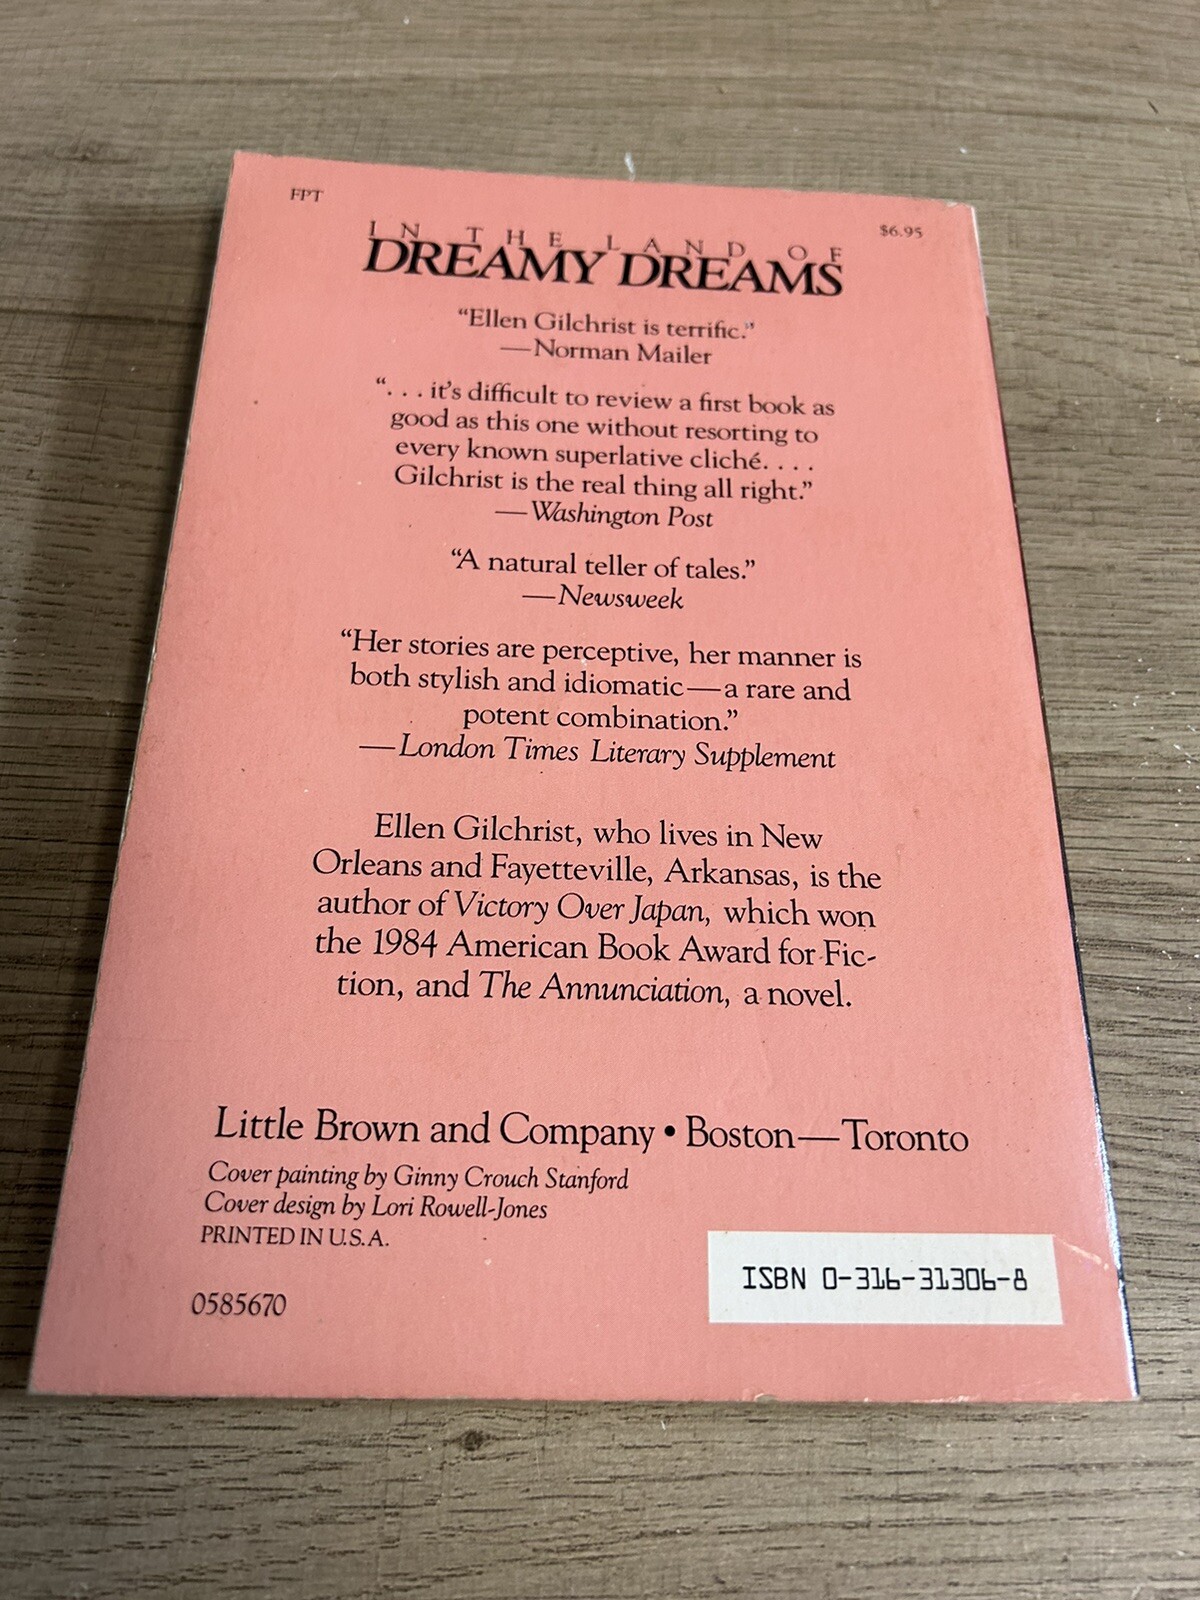 FPT
$6.95
IN THE LAND OF
DREAMY DREAMS
“Ellen Gilchrist is terrific.”
—Norman Mailer
“. . . it’s difficult to review a first book as
good as this one without resorting to
every known superlative cliché. . . .
Gilchrist is the real thing all right.”
—Washington Post
“A natural teller of tales.”
—Newsweek
“Her stories are perceptive, her manner is
both stylish and idiomatic—a rare and
potent combination.”
—London Times Literary Supplement
Ellen Gilchrist, who lives in New
Orleans and Fayetteville, Arkansas, is the
author of Victory Over Japan, which won
the 1984 American Book Award for Fic-
tion, and The Annunciation, a novel.
Little Brown and Company • Boston—Toronto
Cover painting by Ginny Crouch Stanford
Cover design by Lori Rowell-Jones
PRINTED IN U.S.A.
0585670
ISBN 0-316-31306-8